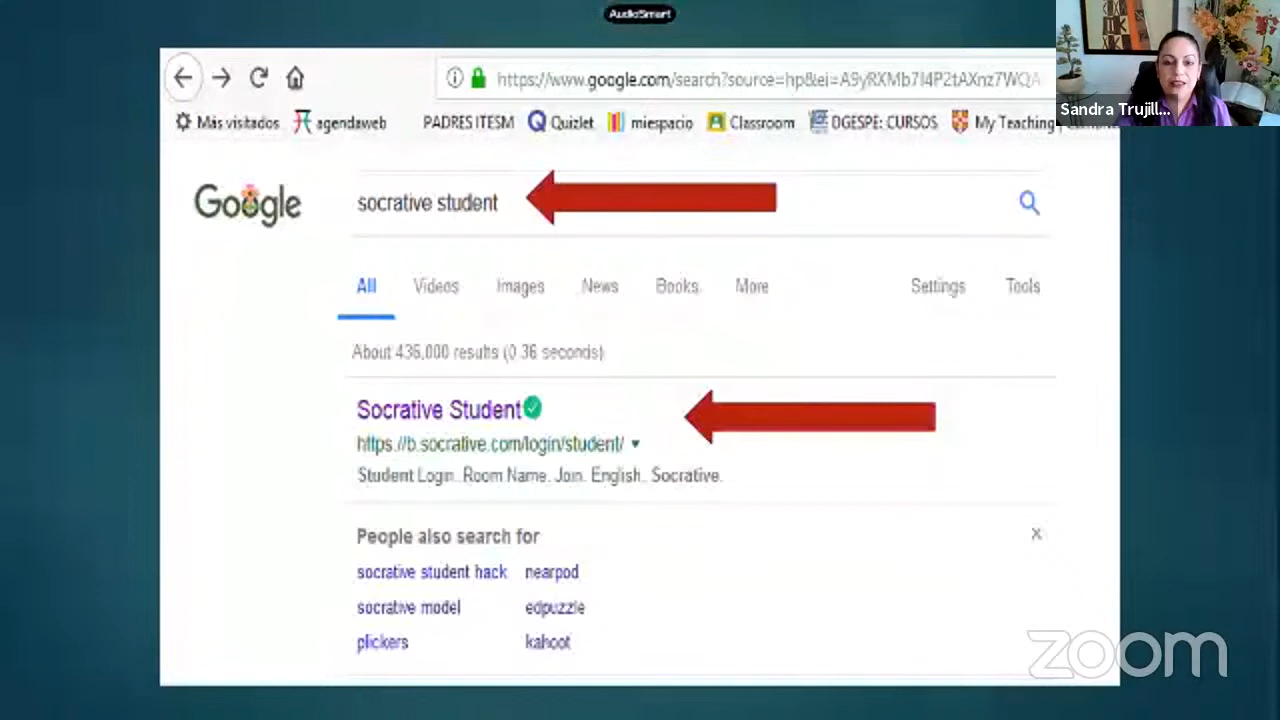 AudioSmart
https://www.google.com/search?source=hp&ei=A9yRXMb7I4P2tAXnz7WQA
Sandra Trujill...
Más visitados agendaweb PADRES ITESM Quizlet miespacio Classroom DGESPE: CURSOS My Teaching
Google socrative student
All Videos Images News Books More Settings Tools
About 436,000 results (0.36 seconds)
Socrative Student
https://b.socrative.com/login/student/
Student Login. Room Name. Join. English. Socrative.
People also search for
socrative student hack nearpod
socrative model edpuzzle
plickers kahoot
zoom